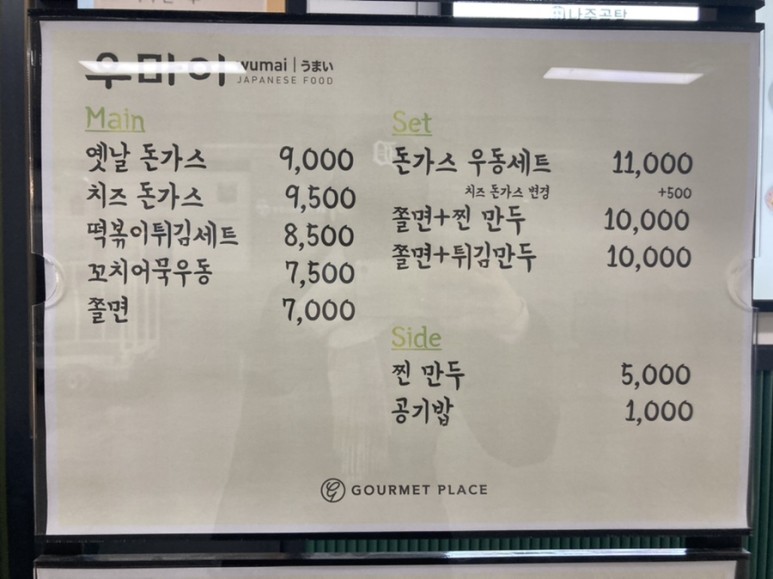 나주곰탕
우마이 yumai | うまい
JAPANESE FOOD
Main
옛날 돈가스 9,000
치즈 돈가스 9,500
떡볶이튀김세트 8,500
꼬치어묵우동 7,500
쫄면 7,000
Set
돈가스 우동세트 11,000
치즈 돈가스 변경 +500
쫄면+찐 만두 10,000
쫄면+튀김만두 10,000
Side
찐 만두 5,000
공기밥 1,000
GOURMET PLACE